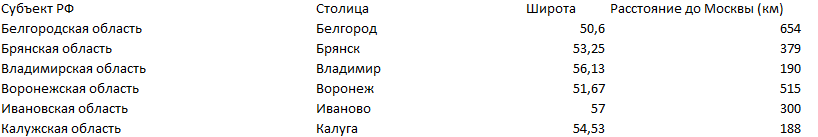 Субъект РФ Столица Широта Расстояние до Москвы (км)
Белгородская область Белгород 50,6 654
Брянская область Брянск 53,25 379
Владимирская область Владимир 56,13 190
Воронежская область Воронеж 51,67 515
Ивановская область Иваново 57 300
Калужская область Калуга 54,53 188